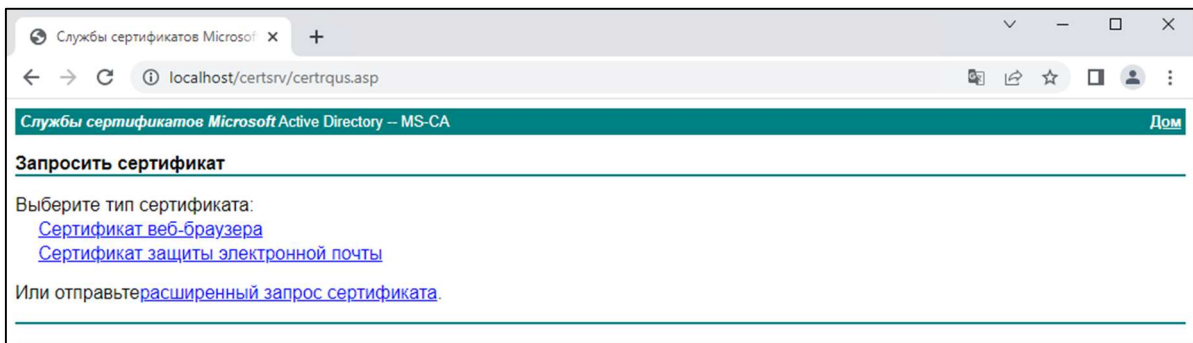 Службы сертификатов Microsof
localhost/certsrv/certrqus.asp
Службы сертификатов Microsoft Active Directory -- MS-CA Дом
Запросить сертификат
Выберите тип сертификата:
Сертификат веб-браузера
Сертификат защиты электронной почты
Или отправьтерасширенный запрос сертификата.